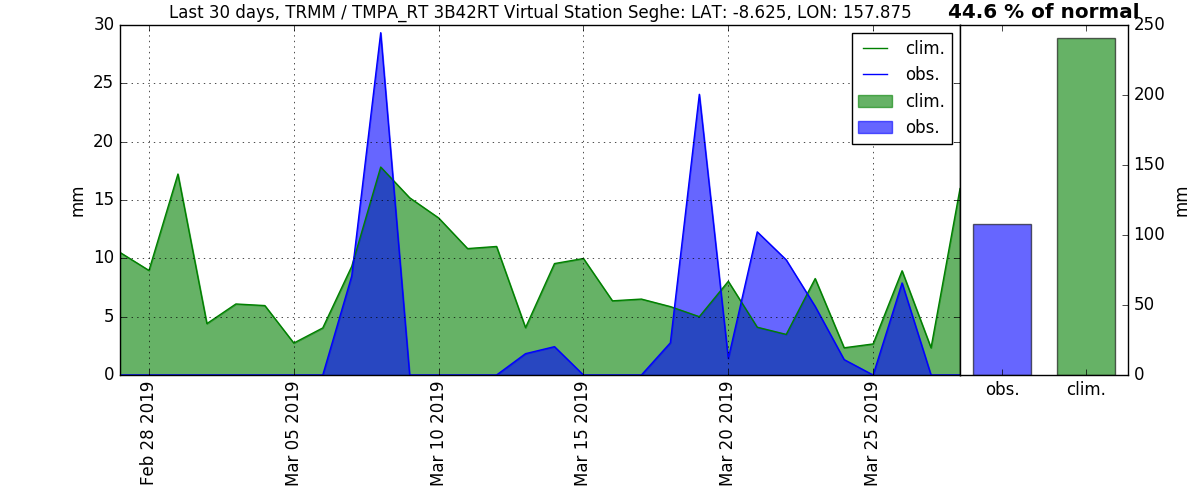 Last 30 days, TRMM / TMPA_RT 3B42RT Virtual Station Seghe: LAT: -8.625, LON: 157.875
44.6 % of normal
30
25
20
15
10
5
0
mm
clim.
obs.
clim.
obs.
Feb 28 2019
Mar 05 2019
Mar 10 2019
Mar 15 2019
Mar 20 2019
Mar 25 2019
250
200
150
100
50
0
mm
obs.
clim.